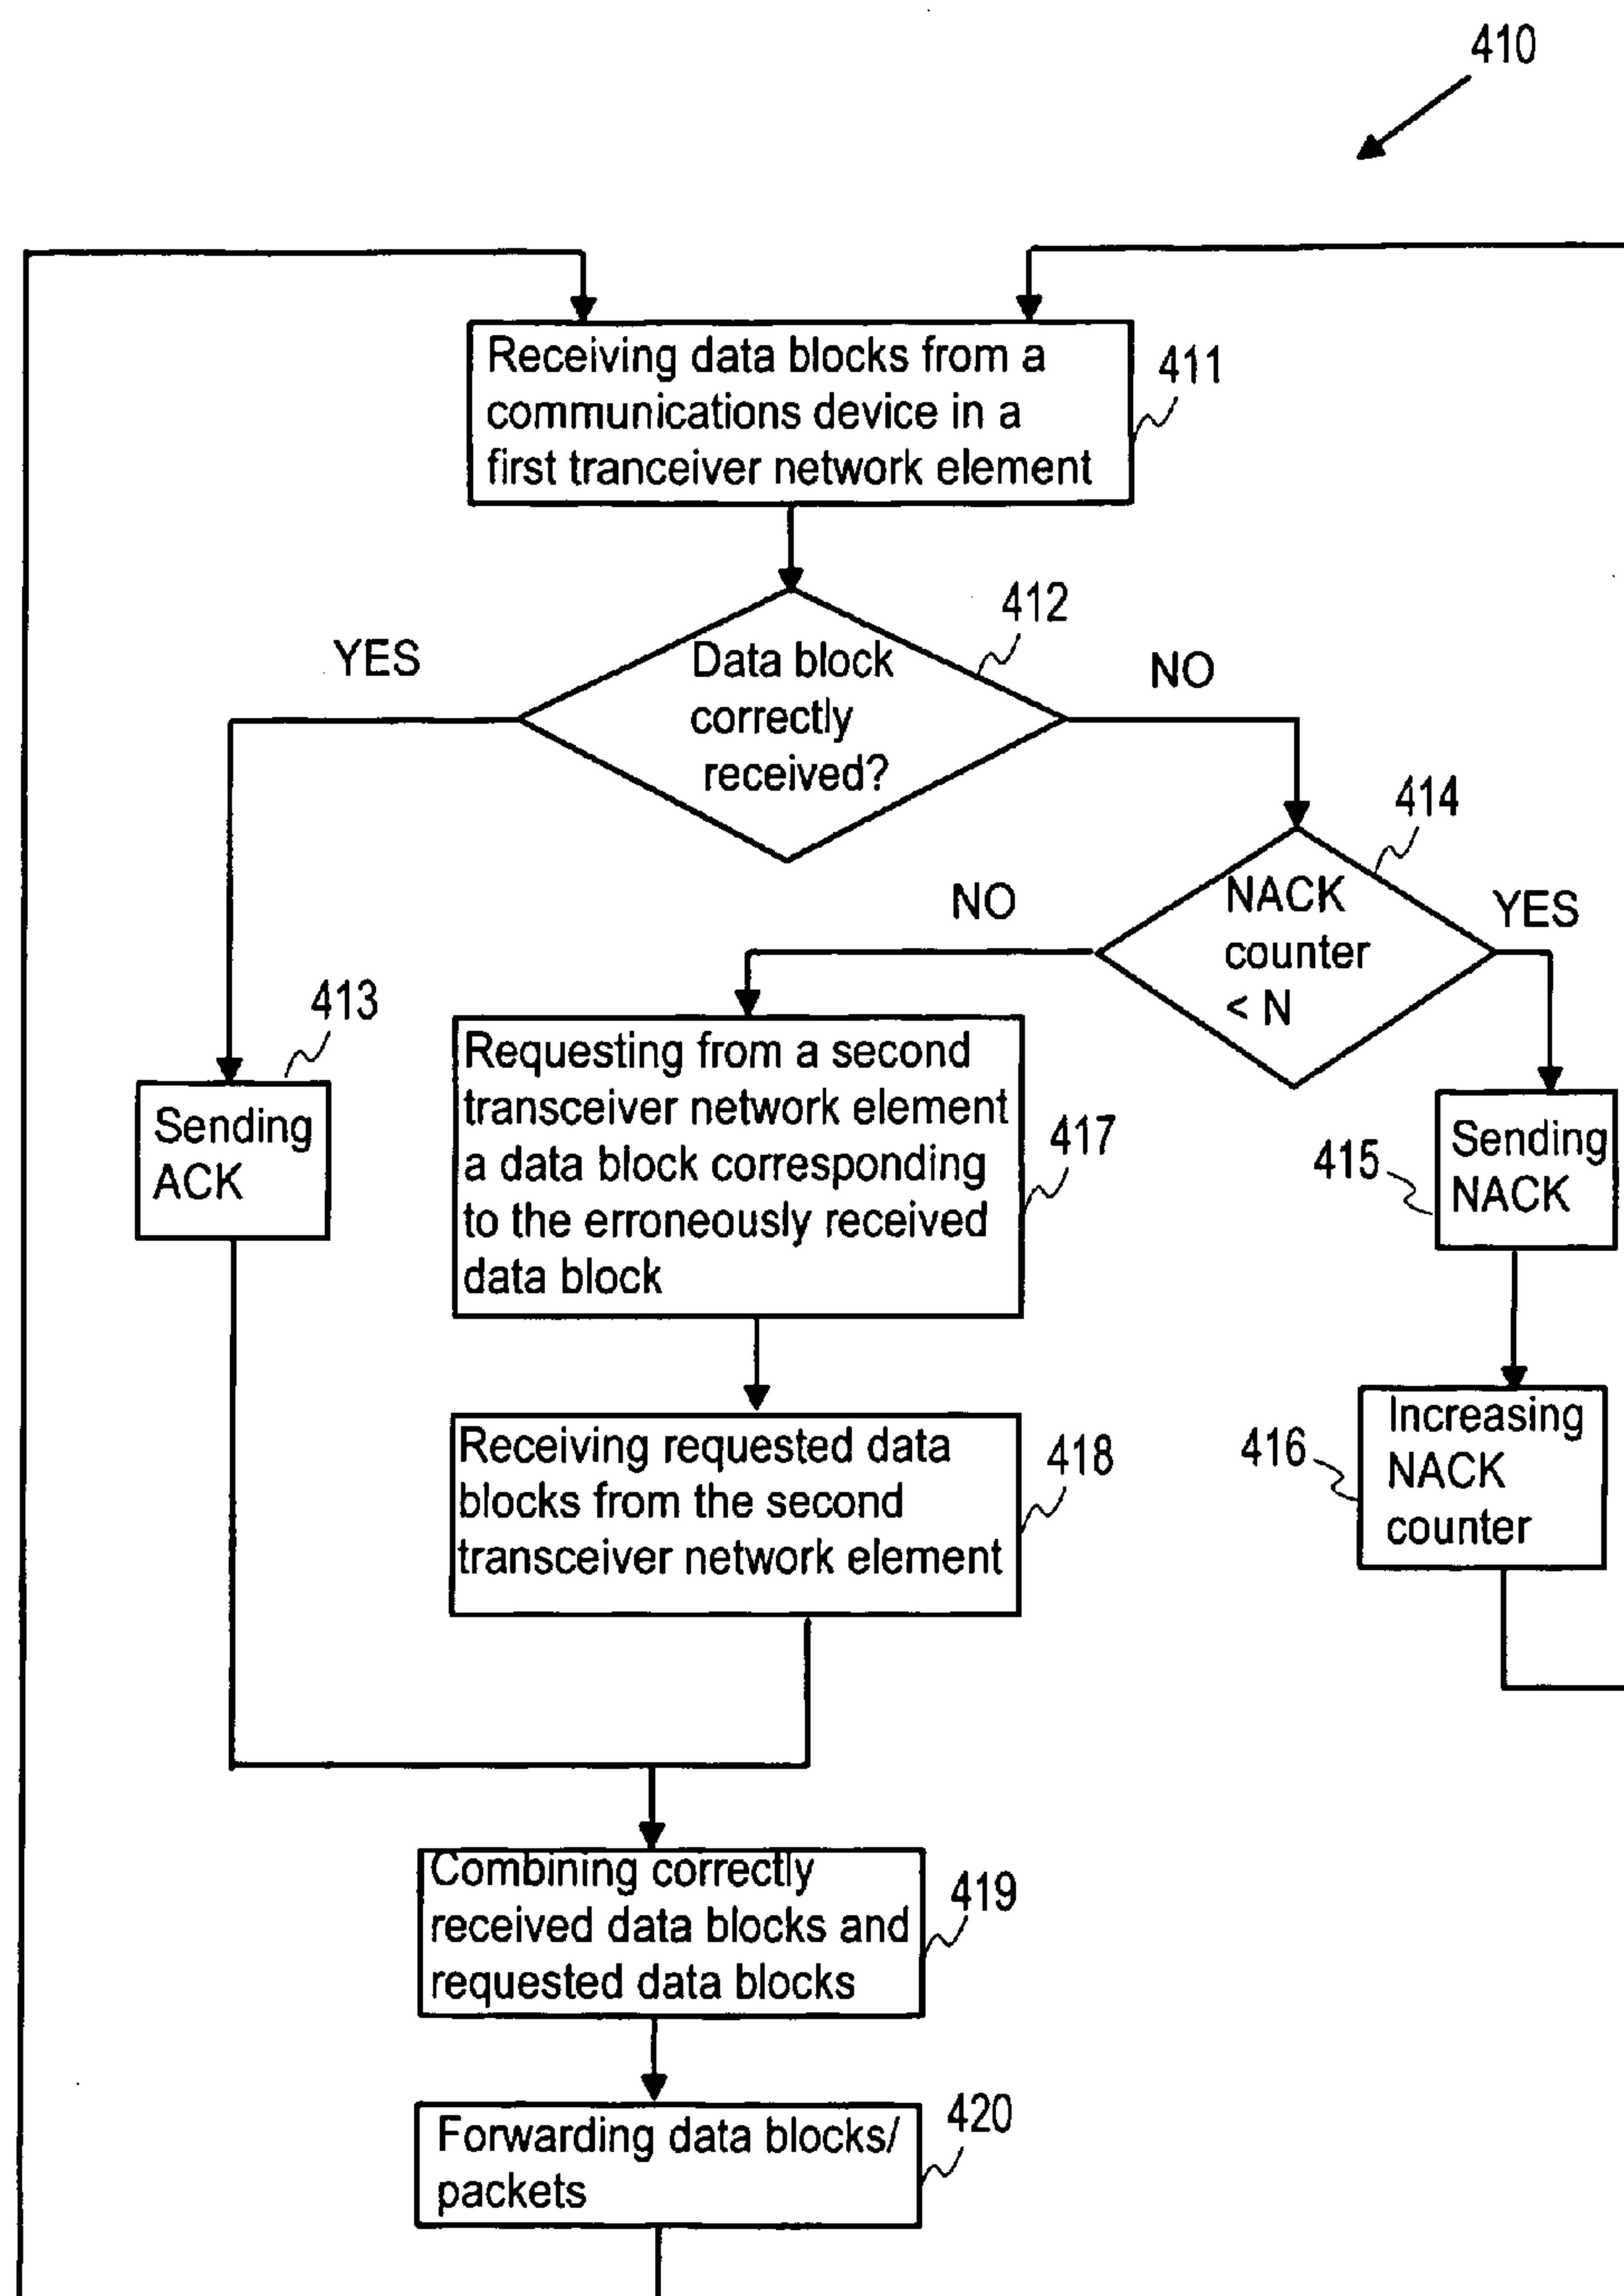 410
Receiving data blocks from a
communications device in a
first tranceiver network element
411
412
YES
Data block
correctly
received?
NO
414
NO
NACK
counter
< N
YES
413
Sending
ACK
Requesting from a second
transceiver network element
a data block corresponding
to the erroneously received
data block
417
415
Sending
NACK
Receiving requested data
blocks from the second
transceiver network element
418
416
Increasing
NACK
counter
Combining correctly
received data blocks and
requested data blocks
419
Forwarding data blocks/
packets
420